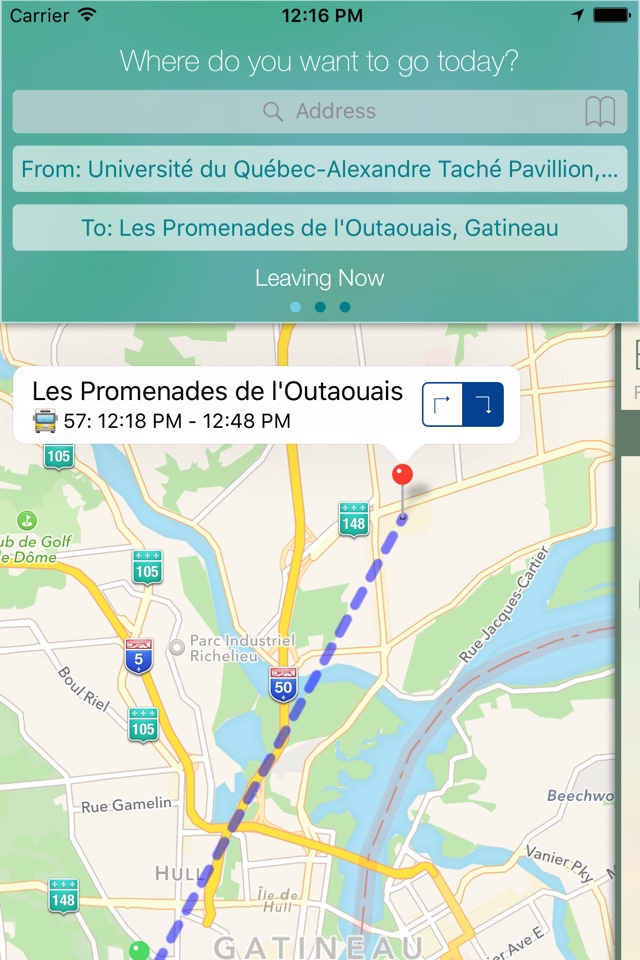 Carrier 12:16 PM
Where do you want to go today?
Address
From: Université du Québec-Alexandre Taché Pavillion,...
To: Les Promenades de l'Outaouais, Gatineau
Leaving Now
Les Promenades de l'Outaouais
57: 12:18 PM - 12:48 PM
105
148
ub de Golf
le Dôme
105
Rue Jacques-Cartier
Parc Industriel
Richelieu
5
50
Boul Riel
105
Rue Gamelin
Beechwo
HULL
Vanier Pky
148
Île de
Hull
er Ave E
GATINEAU